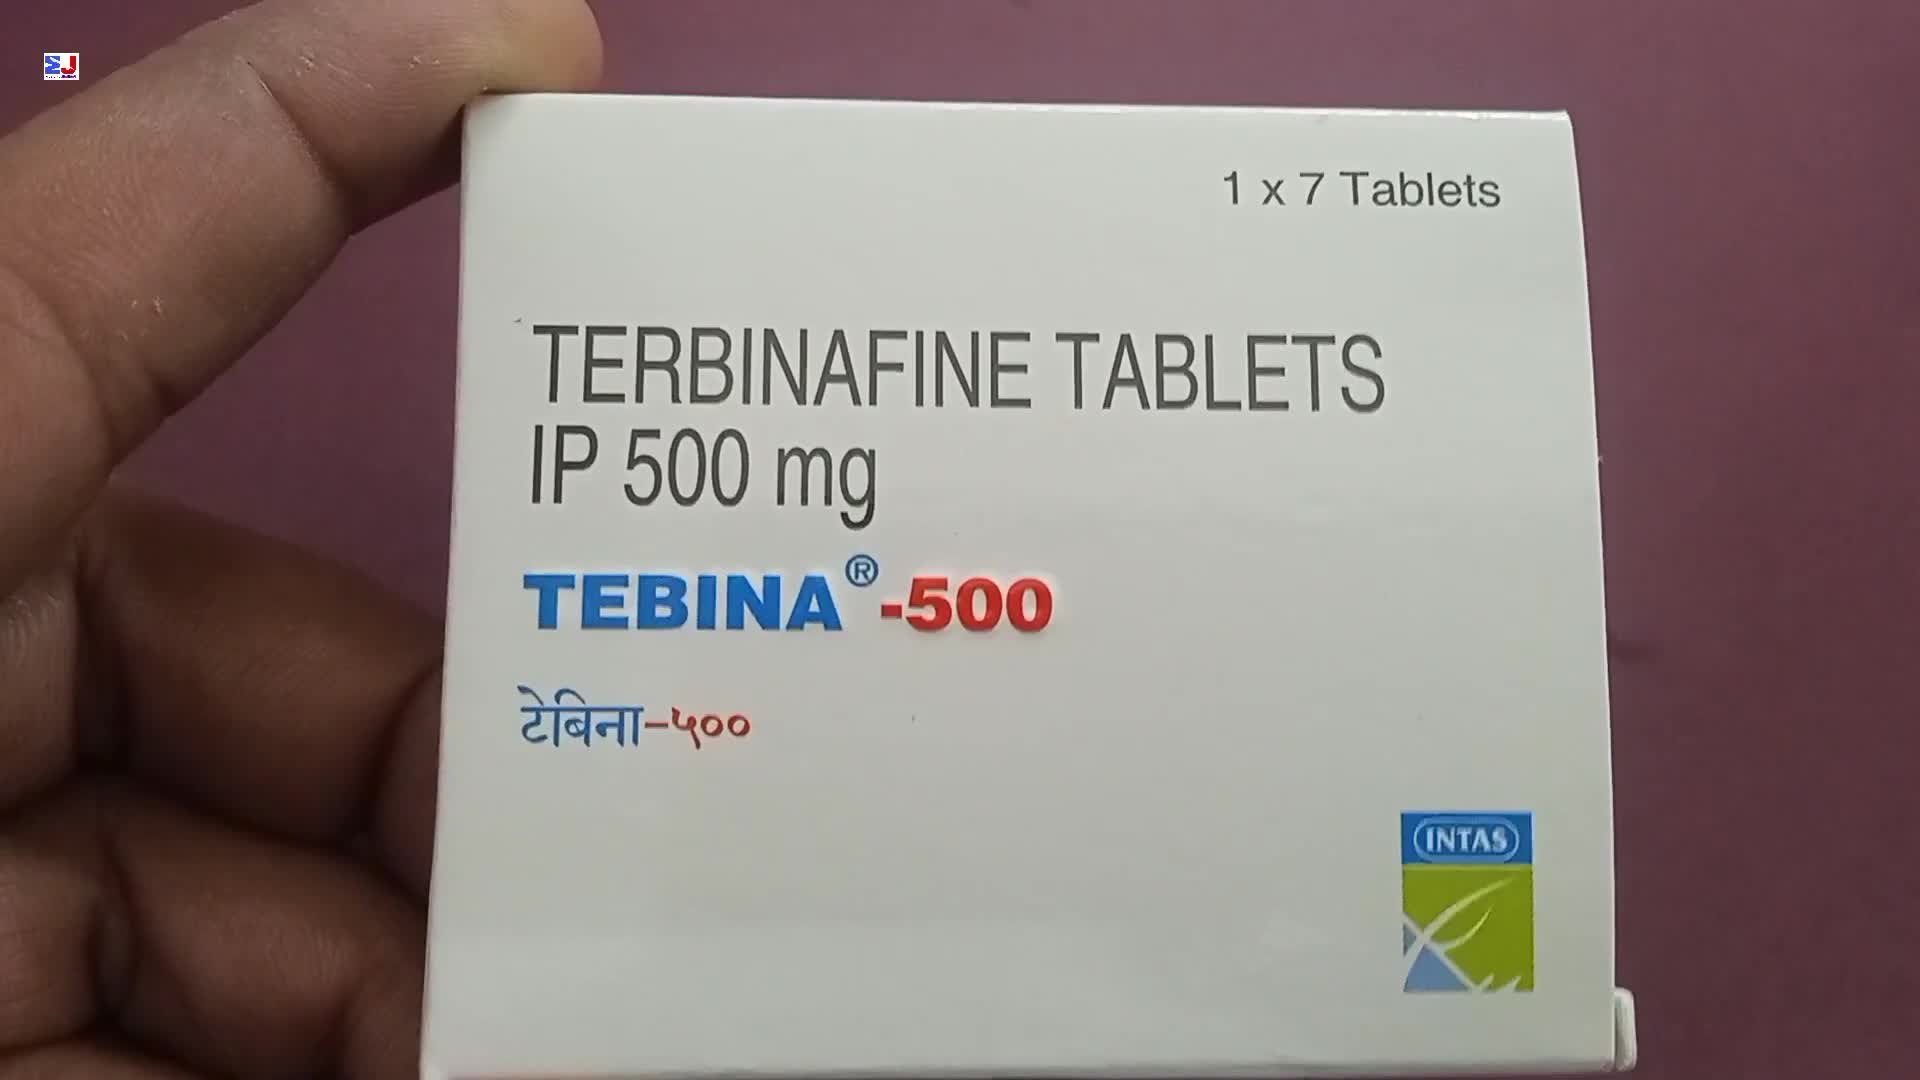 1 x 7 Tablets
TERBINAFINE TABLETS
IP 500 mg
TEBINA®-500
टेबिना-५००
INTAS